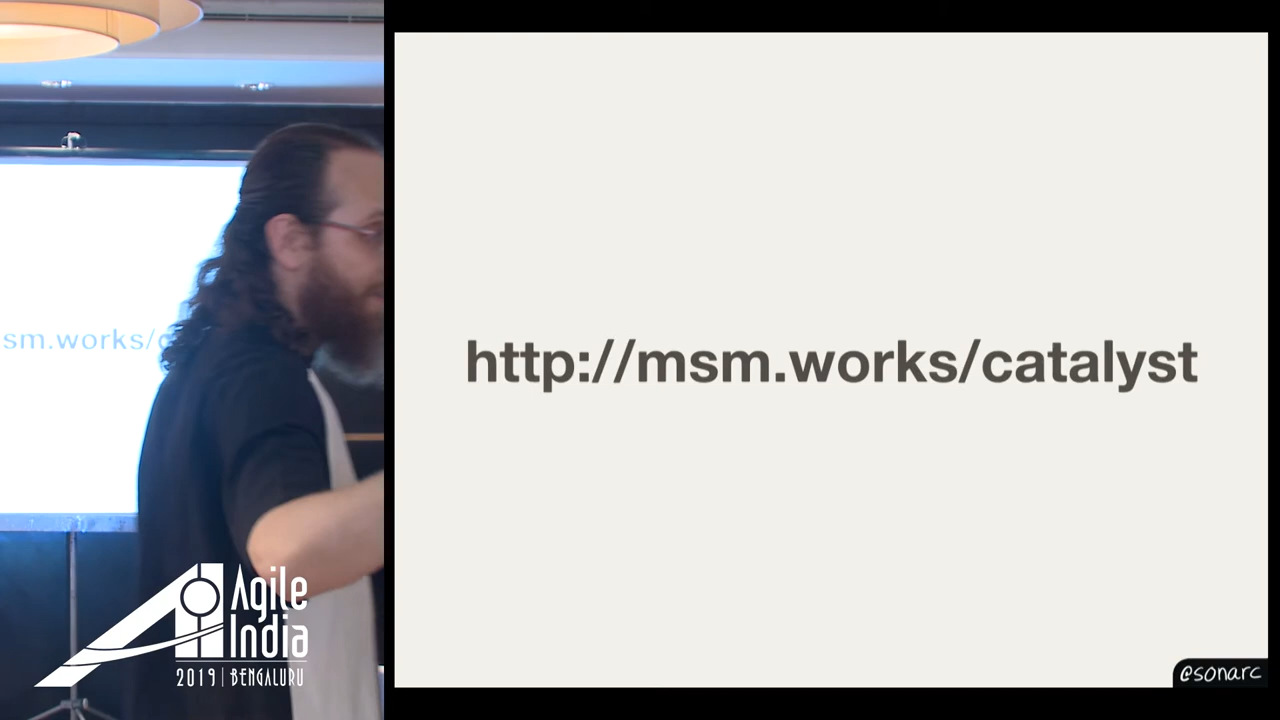 sm.works/c
http://msm.works/catalyst
Agile
India
2019 | BENGALURU
@sonarc